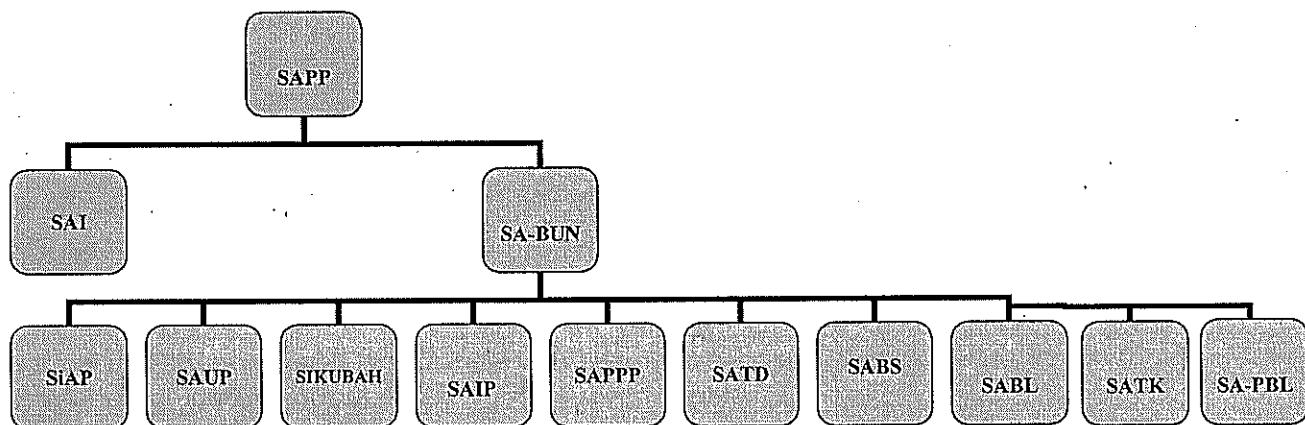 SAPP
SAI
SA-BUN
SiAP
SAUP
SIKUBAH
SAIP
SAPPP
SATD
SABS
SABL
SATK
SA-PBL